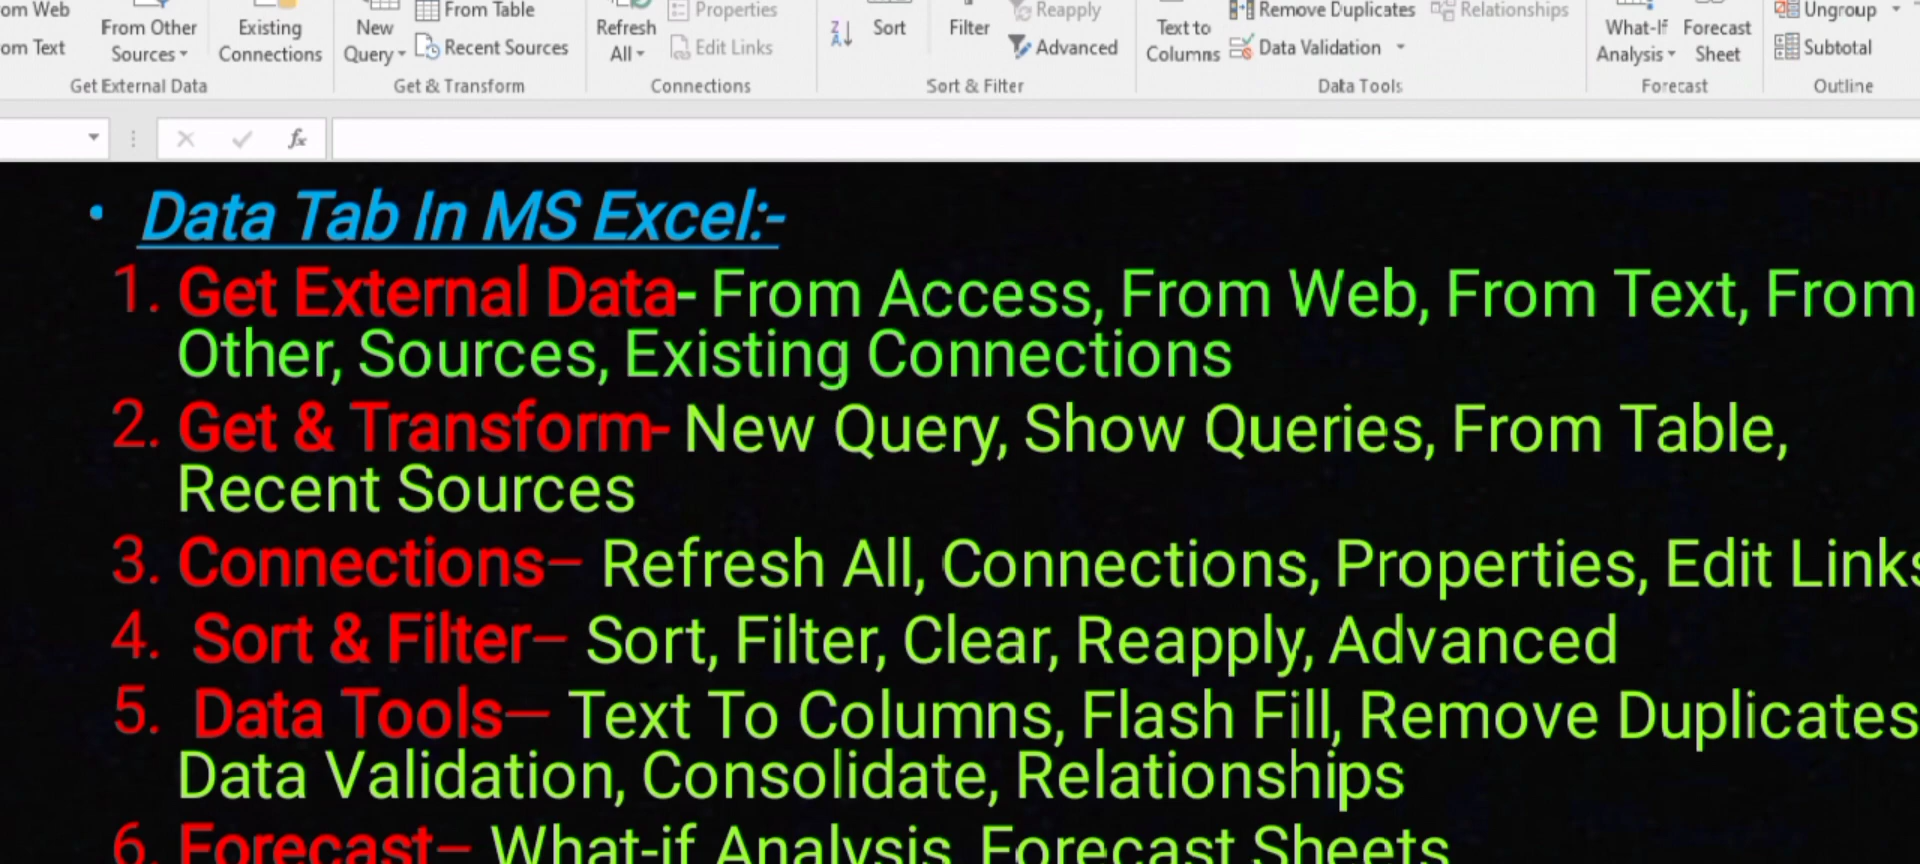 om Web
From Other
Existing
New
From Table
Refresh
Properties
Sort
Filter
Reapply
Text to
Remove Duplicates
Relationships
What-If
Forecast
Ungroup
om Text
Sources
Connections
Query
Recent Sources
All
Edit Links
Advanced
Columns
Data Validation
Analysis
Sheet
Subtotal
Get External Data
Get & Transform
Connections
Sort & Filter
Data Tools
Forecast
Outline
fx
• Data Tab In MS Excel:-
1. Get External Data- From Access, From Web, From Text, From
Other, Sources, Existing Connections
2. Get & Transform- New Query, Show Queries, From Table,
Recent Sources
3. Connections– Refresh All, Connections, Properties, Edit Links
4. Sort & Filter– Sort, Filter, Clear, Reapply, Advanced
5. Data Tools– Text To Columns, Flash Fill, Remove Duplicates
Data Validation, Consolidate, Relationships
6. Forecast– What-if Analysis, Forecast Sheets